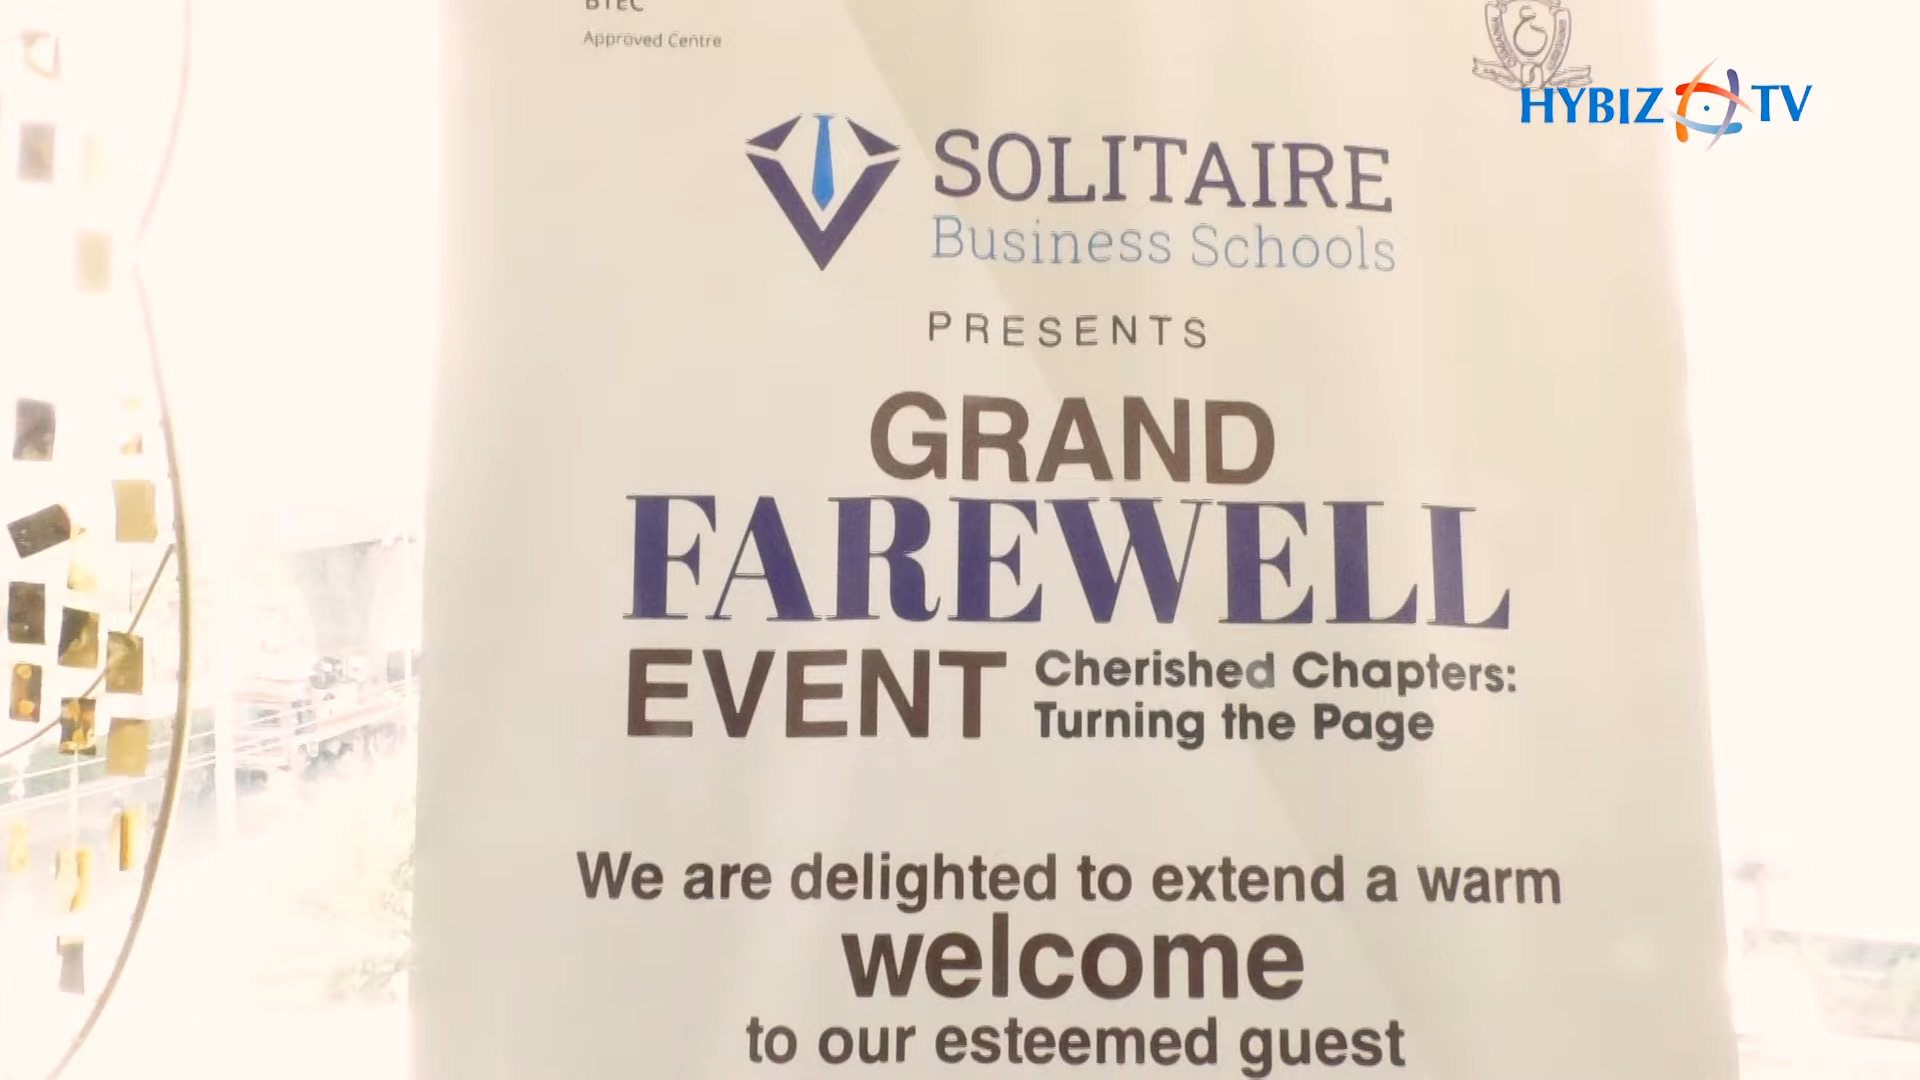 BTEC
Approved Centre
HYBIZ TV
SOLITAIRE
Business Schools
PRESENTS
GRAND
FAREWELL
EVENT
Cherished Chapters:
Turning the Page
We are delighted to extend a warm
welcome
to our esteemed guest